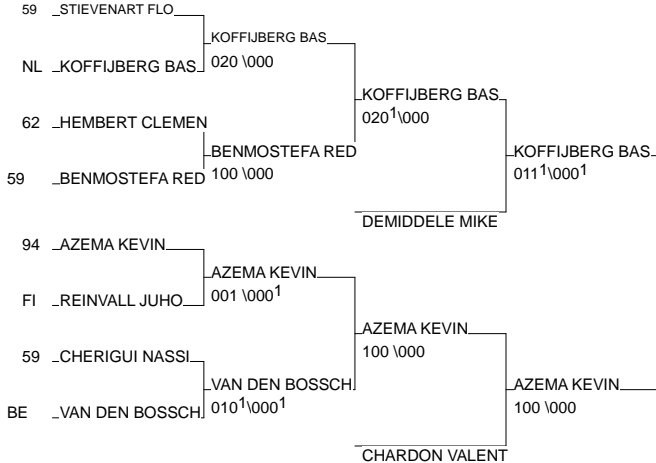 59 STIEVENART FLO
KOFFIJBERG BAS
020 \000
NL KOFFIJBERG BAS
KOFFIJBERG BAS
020¹\000
62 HEMBERT CLEMEN
BENMOSTEFA RED
100 \000
59 BENMOSTEFA RED
KOFFIJBERG BAS
011¹\000¹
DEMIDDELE MIKE
94 AZEMA KEVIN
AZEMA KEVIN
001 \000¹
FI REINVALL JUHO
AZEMA KEVIN
100 \000
59 CHERIGUI NASSI
VAN DEN BOSSCH
010¹\000¹
BE VAN DEN BOSSCH
AZEMA KEVIN
100 \000
CHARDON VALENT